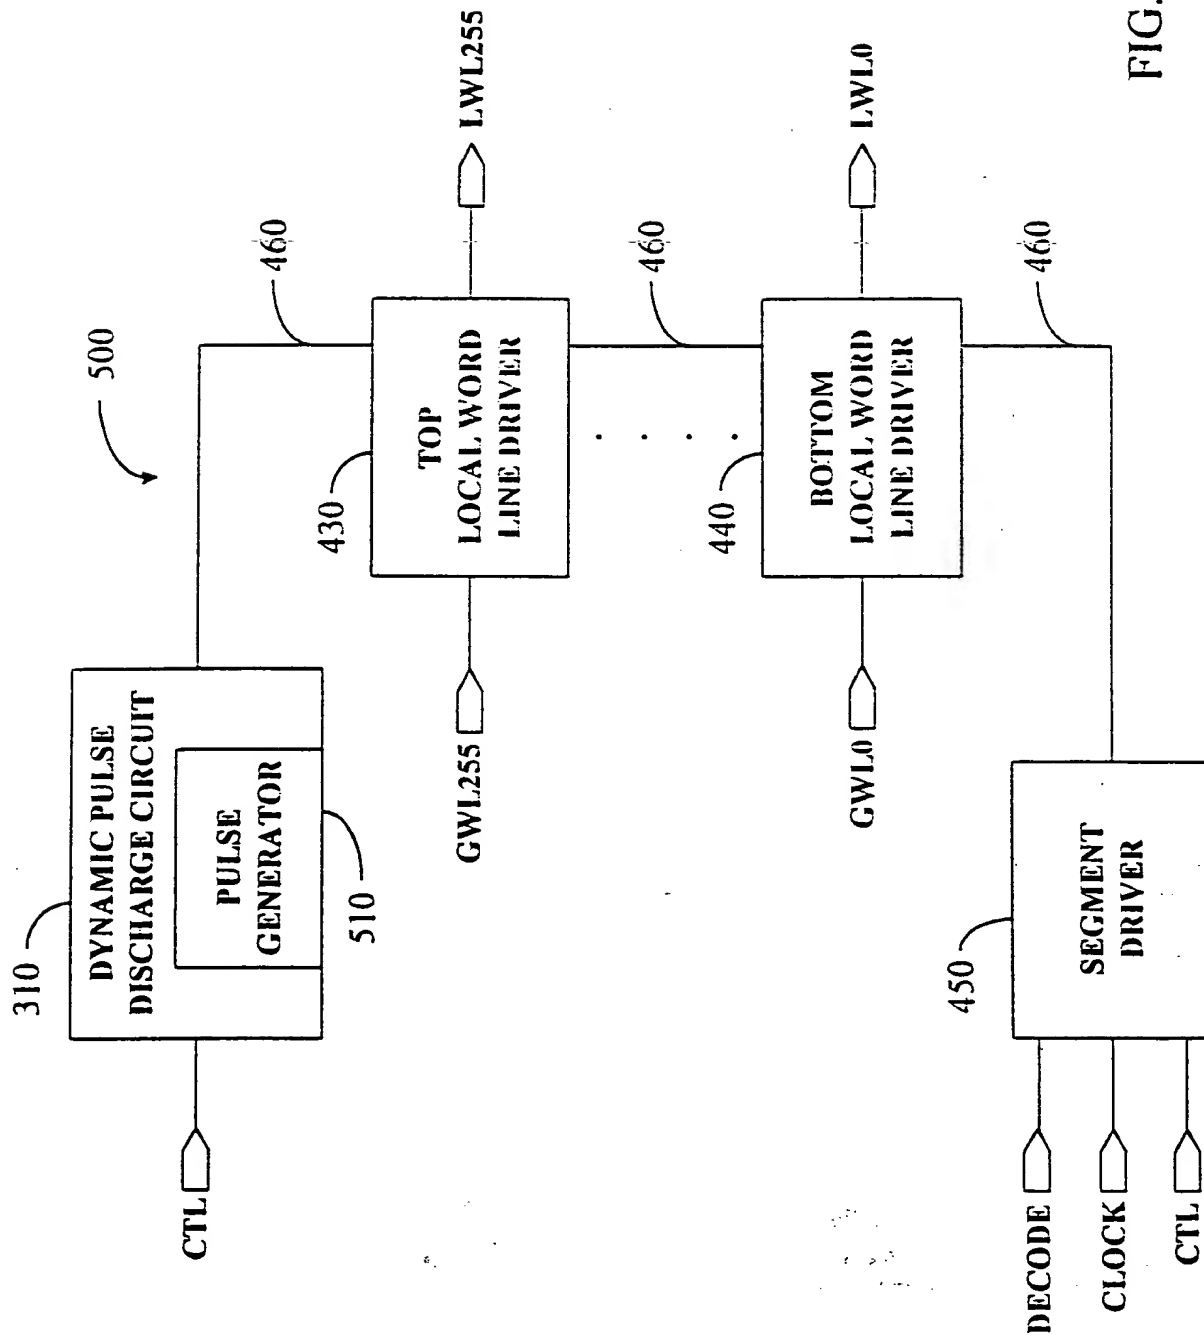 500
310
DYNAMIC PULSE
DISCHARGE CIRCUIT
PULSE
GENERATOR
510
CTL
460
430
TOP
LOCAL WORD
LINE DRIVER
GWL255
LWL255
460
440
BOTTOM
LOCAL WORD
LINE DRIVER
GWL0
LWL0
460
450
SEGMENT
DRIVER
DECODE
CLOCK
CTL
FIG.